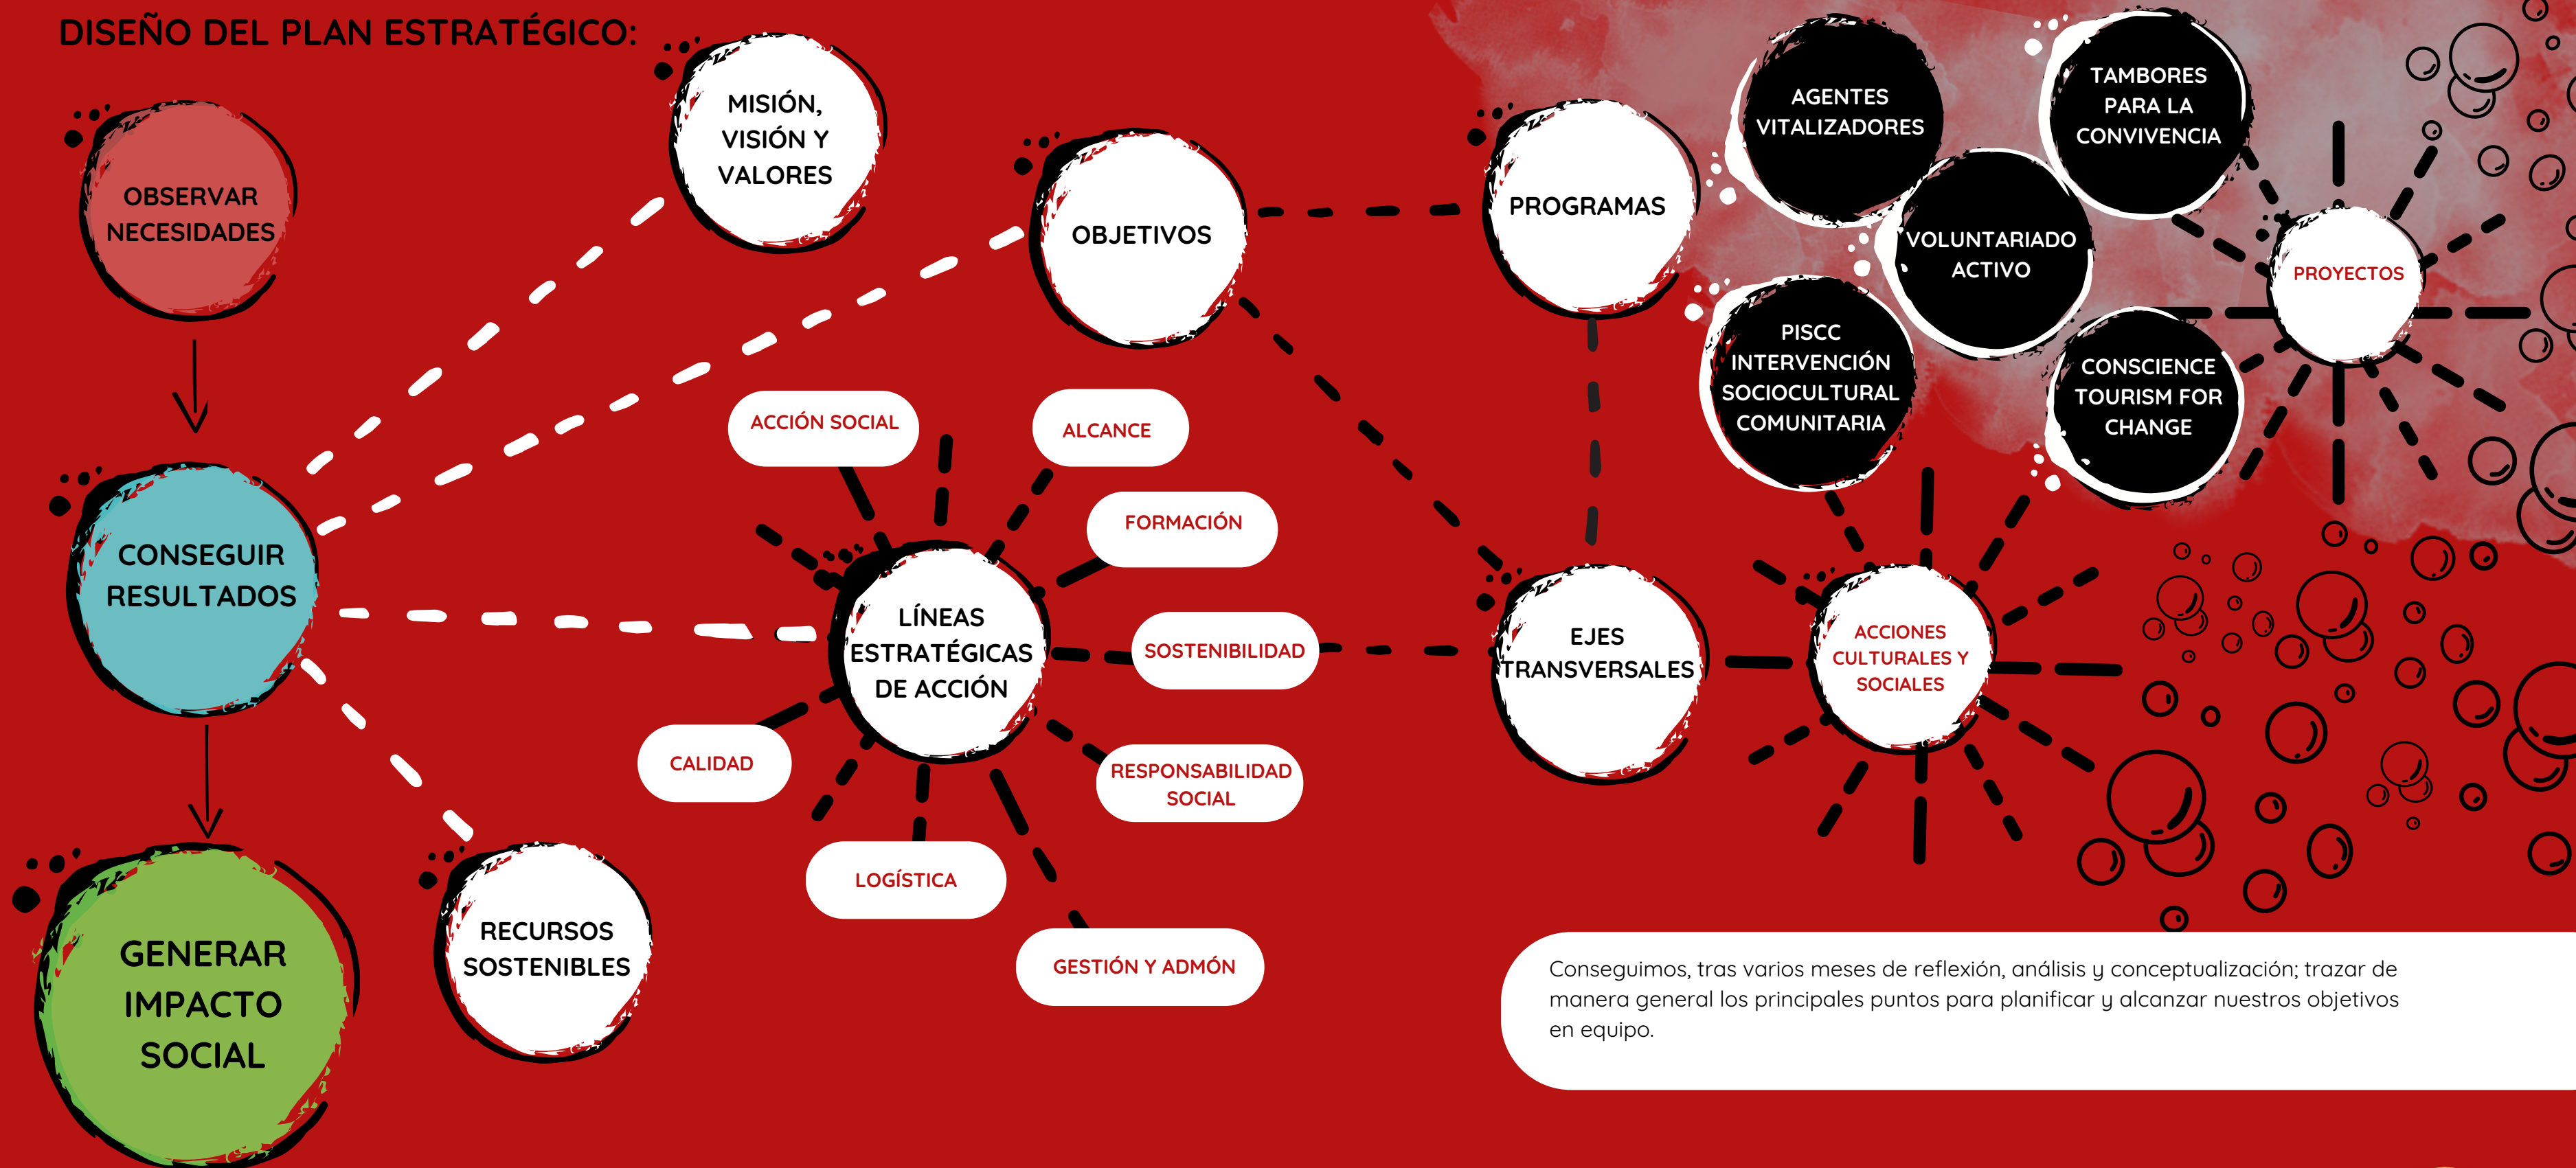 DISEÑO DEL PLAN ESTRATÉGICO:
OBSERVAR
NECESIDADES
CONSEGUIR
RESULTADOS
GENERAR
IMPACTO
SOCIAL
MISIÓN,
VISIÓN Y
VALORES
OBJETIVOS
LÍNEAS
ESTRATÉGICAS
DE ACCIÓN
RECURSOS
SOSTENIBLES
ACCIÓN SOCIAL
ALCANCE
FORMACIÓN
SOSTENIBILIDAD
RESPONSABILIDAD
SOCIAL
GESTIÓN Y ADMÓN
LOGÍSTICA
CALIDAD
PROGRAMAS
EJES
TRANSVERSALES
AGENTES
VITALIZADORES
TAMBORES
PARA LA
CONVIVENCIA
VOLUNTARIADO
ACTIVO
PISCC
INTERVENCIÓN
SOCIOCULTURAL
COMUNITARIA
CONSCIENCE
TOURISM FOR
CHANGE
PROYECTOS
ACCIONES
CULTURALES Y
SOCIALES
Conseguimos, tras varios meses de reflexión, análisis y conceptualización; trazar de
manera general los principales puntos para planificar y alcanzar nuestros objetivos
en equipo.